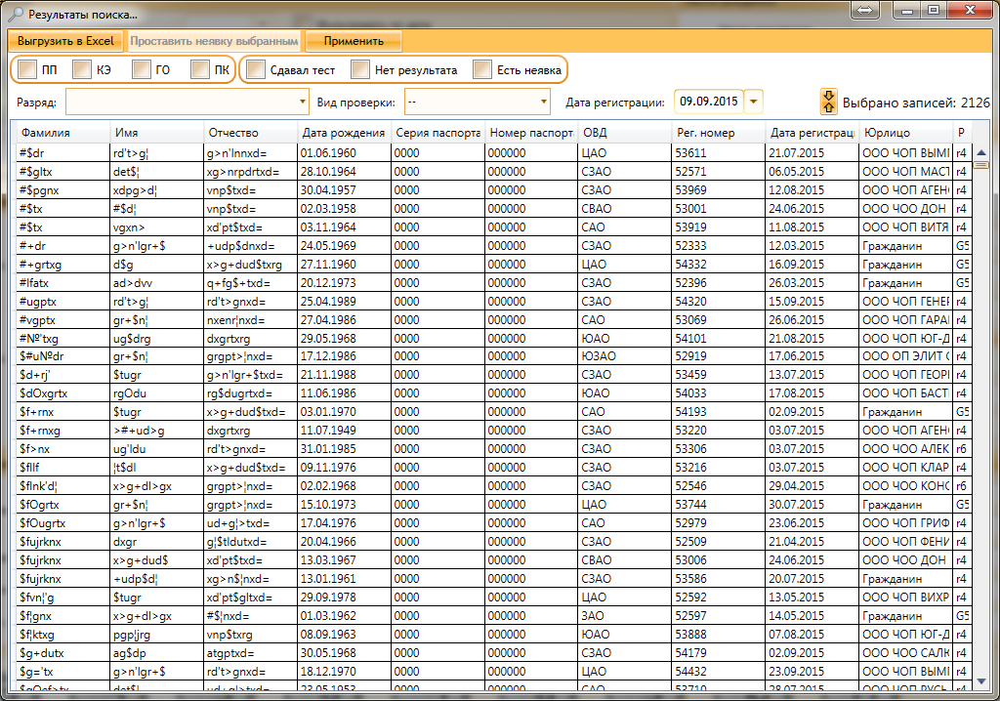 Результаты поиска...
Выгрузить в Excel Проставить неявку выбранным Применить
ПП КЭ ГО ПК Сдавал тест Нет результата Есть неявка
Разряд: Вид проверки: -- Дата регистрации: 09.09.2015 Выбрано записей: 2126
Фамилия Имя Отчество Дата рождения Серия паспорта Номер паспорт ОВД Рег. номер Дата регистрац Юрлицо Р
#$dr rd't>g¦ g>n'lnnxd= 01.06.1960 0000 000000 ЦАО 53611 21.07.2015 ООО ЧОП ВЫМП r4
#$gltx det$¦ xg>nrpdrtxd= 28.10.1964 0000 000000 СЗАО 52571 06.05.2015 ООО ЧОП МАСТ r4
#$pgnx xdpg>d¦ vnp$txd= 30.04.1957 0000 000000 СЗАО 53969 12.08.2015 ООО ЧОП АГЕН r4
#$tx #$d¦ vnp$txd= 02.03.1958 0000 000000 СВАО 53001 24.06.2015 ООО ЧОО ДОН r4
#$tx vgxn> xd'pt$txd= 03.11.1964 0000 000000 САО 53919 11.08.2015 ООО ЧОП ВИТЯ r4
#+dr g>n'lgr+$ +udp$dnxd= 24.05.1969 0000 000000 СЗАО 52333 12.03.2015 Гражданин G5
#+grtxg d$g x>g+dud$txrg 27.11.1960 0000 000000 ЦАО 54332 16.09.2015 Гражданин r4
#lfatx ad>dvv q+fg$+txd= 20.12.1973 0000 000000 СЗАО 52396 26.03.2015 Гражданин G5
#ugptx rd't>g¦ rd't>gnxd= 25.04.1989 0000 000000 СЗАО 54320 15.09.2015 ООО ЧОП ГЕНЕР r4
#vgptx gr+$n¦ nxenr¦nxd= 27.04.1986 0000 000000 САО 53069 26.06.2015 ООО ЧОП ГАРАН r4
#№'txg ug$drg dxgrtxrg 29.05.1968 0000 000000 ЮАО 54101 21.08.2015 ООО ЧОП ЮГ-Д r4
$#u№dr gr+$n¦ grgpt>¦nxd= 17.12.1986 0000 000000 ЮЗАО 52919 17.06.2015 ООО ОП ЭЛИТ С r4
$d+rj' $tugr g>n'lgr+$txd= 21.11.1988 0000 000000 СЗАО 53459 13.07.2015 ООО ЧОП ГЕОРГ r4
$dOxgrtx rgOdu rg$dugrtxd= 11.06.1986 0000 000000 ЮАО 54033 17.08.2015 ООО ЧОП БАСТИ r4
$f+rnx $tugr x>g+dud$txd= 03.01.1970 0000 000000 САО 54193 02.09.2015 Гражданин G5
$f+rnxg >#+ud>g dxgrtxrg 11.07.1949 0000 000000 СЗАО 53220 03.07.2015 ООО ЧОП АГЕН r4
$f>nx ug'ldu rd't>gnxd= 31.01.1985 0000 000000 СЗАО 53306 03.07.2015 ООО ЧОО АЛЕК r6
$fllf ¦t$dl x>g+dud$txd= 09.11.1976 0000 000000 СЗАО 53216 03.07.2015 ООО ЧОП КЛАР r4
$flnk'd¦ x>g+dl>gx grgpt>¦nxd= 02.02.1968 0000 000000 СЗАО 52546 29.04.2015 ООО ЧОО КОНС r6
$fOgrtx gr+$n¦ grgpt>¦nxd= 15.10.1973 0000 000000 ЦАО 53744 30.07.2015 Гражданин G5
$fOugrtx g>n'lgr+$ ud+g¦>txd= 17.04.1976 0000 000000 САО 52979 23.06.2015 ООО ЧОП ГРИФ r4
$fujrknx dxgr g¦$tldutxd= 20.04.1966 0000 000000 СЗАО 52509 21.04.2015 ООО ЧОП ФЕНИ r4
$fujrknx x>g+dud$ xd'pt$txd= 13.03.1967 0000 000000 СВАО 53006 24.06.2015 ООО ЧОО ДОН r4
$fujrknx +udp$d¦ xg>n$¦nxd= 13.01.1961 0000 000000 СЗАО 53586 20.07.2015 Гражданин r4
$fvn¦'g $tugr xd'pt$gltxd= 29.09.1978 0000 000000 ЦАО 52592 13.05.2015 ООО ЧОП ВИХР r4
$f¦gnx x>g+dl>gx #$¦nxd= 01.03.1962 0000 000000 ЗАО 52597 14.05.2015 Гражданин G5
$f¦ktxg pgp¦jrg vnp$txrg 08.09.1963 0000 000000 ЮАО 53888 07.08.2015 ООО ЧОП ЮГ-Д r4
$g+dutx ag$dp atgptxd= 30.05.1968 0000 000000 СЗАО 54179 02.09.2015 ООО ЧОО САЛЮ r4
$g='tx g>n'lgr+$ rd't>gnxd= 18.12.1970 0000 000000 ЦАО 54432 23.09.2015 ООО ЧОП ВЫМП r4